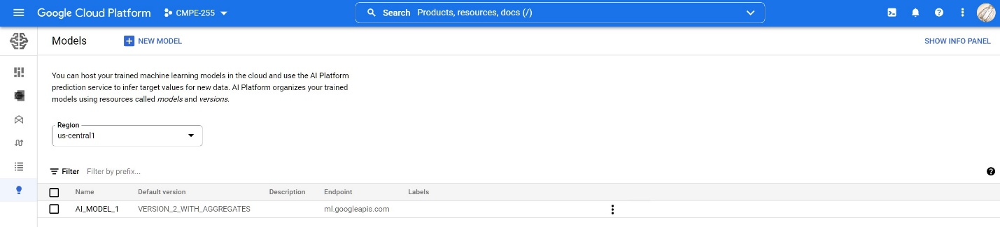 Google Cloud Platform CMPE-255 Search Products, resources, docs (/)
Models NEW MODEL SHOW INFO PANEL
You can host your trained machine learning models in the cloud and use the AI Platform
prediction service to infer target values for new data. AI Platform organizes your trained
models using resources called models and versions.
Region
us-central1
Filter Filter by prefix...
Name Default version Description Endpoint Labels
AI_MODEL_1 VERSION_2_WITH_AGGREGATES ml.googleapis.com